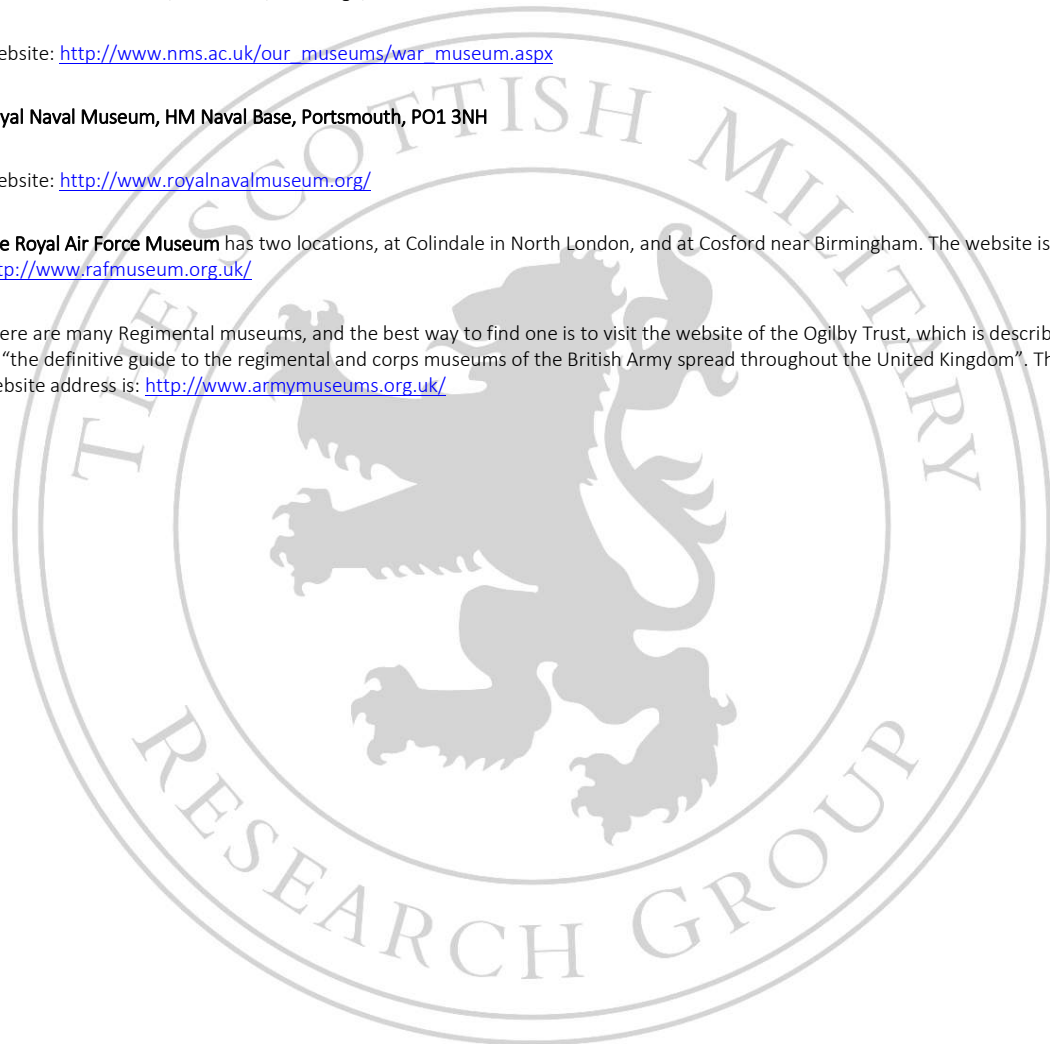 ebsite: http://www.nms.ac.uk/our_museums/war_museum.aspx
yal Naval Museum, HM Naval Base, Portsmouth, PO1 3NH
ebsite: http://www.royalnavalmuseum.org/
e Royal Air Force Museum has two locations, at Colindale in North London, and at Cosford near Birmingham. The website is
tp://www.rafmuseum.org.uk/
ere are many Regimental museums, and the best way to find one is to visit the website of the Ogilby Trust, which is describ
“the definitive guide to the regimental and corps museums of the British Army spread throughout the United Kingdom”. Th
ebsite address is: http://www.armymuseums.org.uk/
THE SCOTTISH MILITARY
RESEARCH GROUP